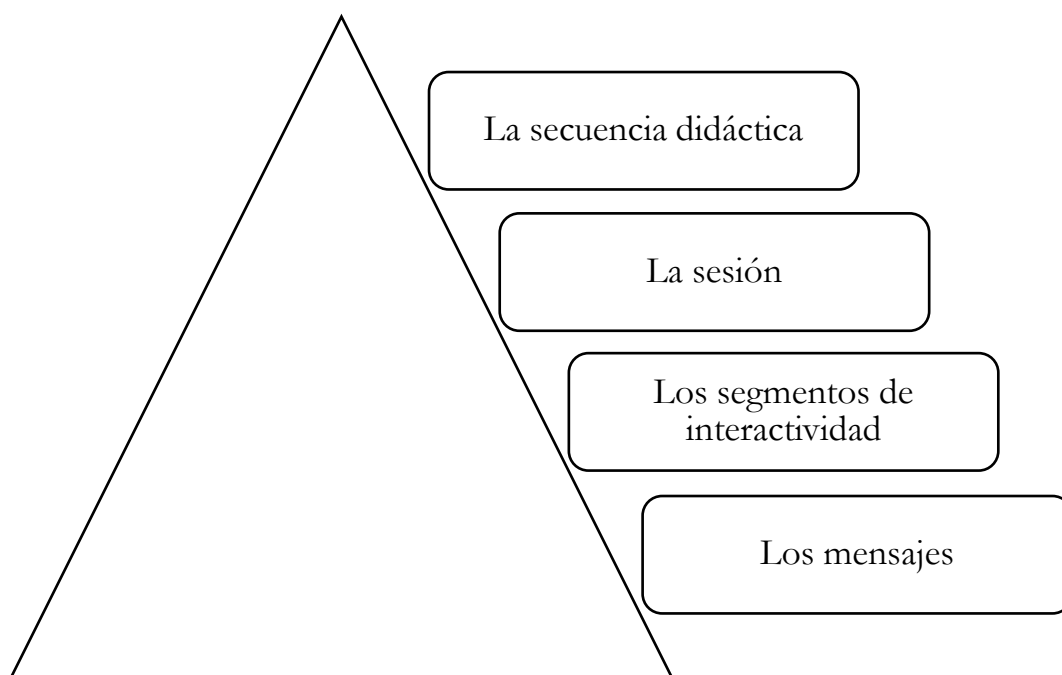 La secuencia didáctica
La sesión
Los segmentos de
interactividad
Los mensajes